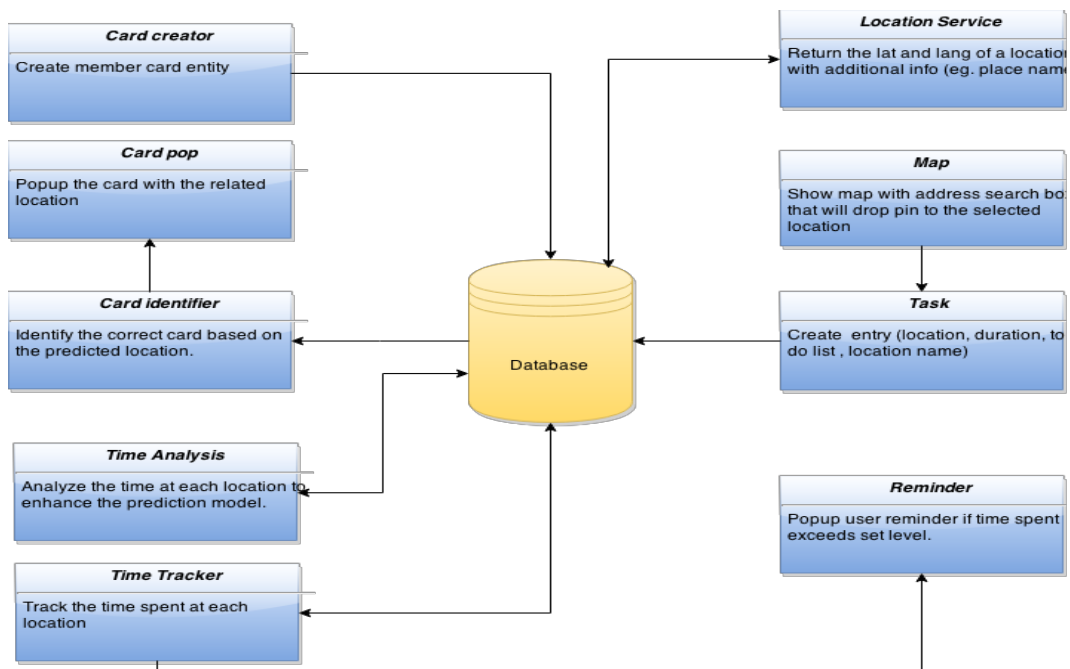 Card creator
Create member card entity
Card pop
Popup the card with the related
location
Card identifier
Identify the correct card based on
the predicted location.
Time Analysis
Analyze the time at each location to
enhance the prediction model.
Time Tracker
Track the time spent at each
location
Database
Location Service
Return the lat and lang of a location
with additional info (eg. place name
Map
Show map with address search box
that will drop pin to the selected
location
Task
Create entry (location, duration, to
do list , location name)
Reminder
Popup user reminder if time spent
exceeds set level.